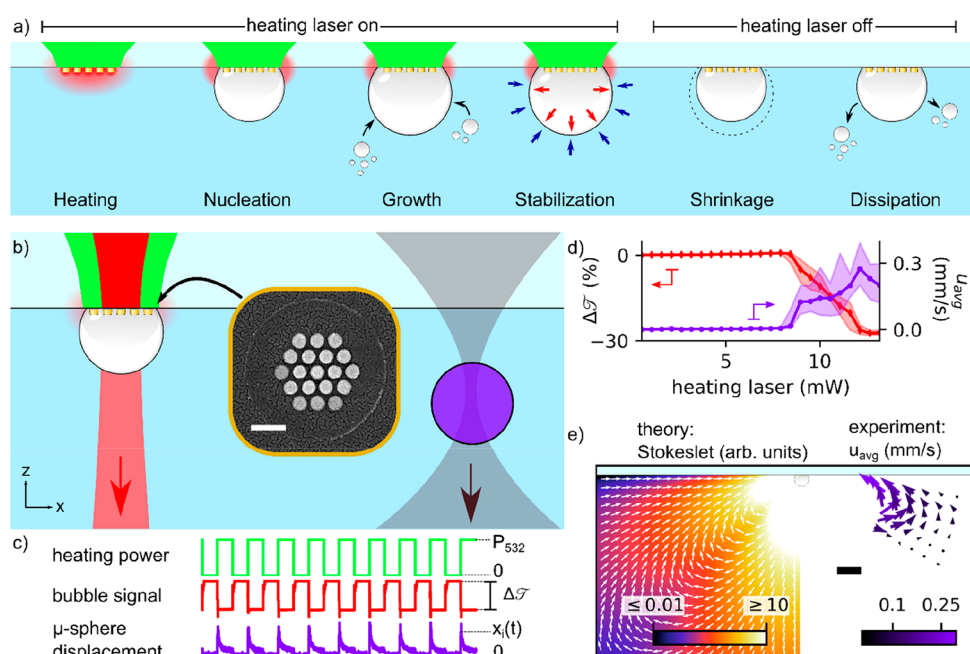 a)
heating laser on
heating laser off
Heating
Nucleation
Growth
Stabilization
Shrinkage
Dissipation
b)
z
x
c)
heating power
P532
0
bubble signal
Δ𝒯
μ-sphere
displacement
xi(t)
0
d)
0
−30
Δ𝒯 (%)
5
10
heating laser (mW)
0.3
0.0
uavg
(mm/s)
e)
theory:
Stokeslet (arb. units)
experiment:
uavg (mm/s)
≤ 0.01
≥ 10
0.1
0.25